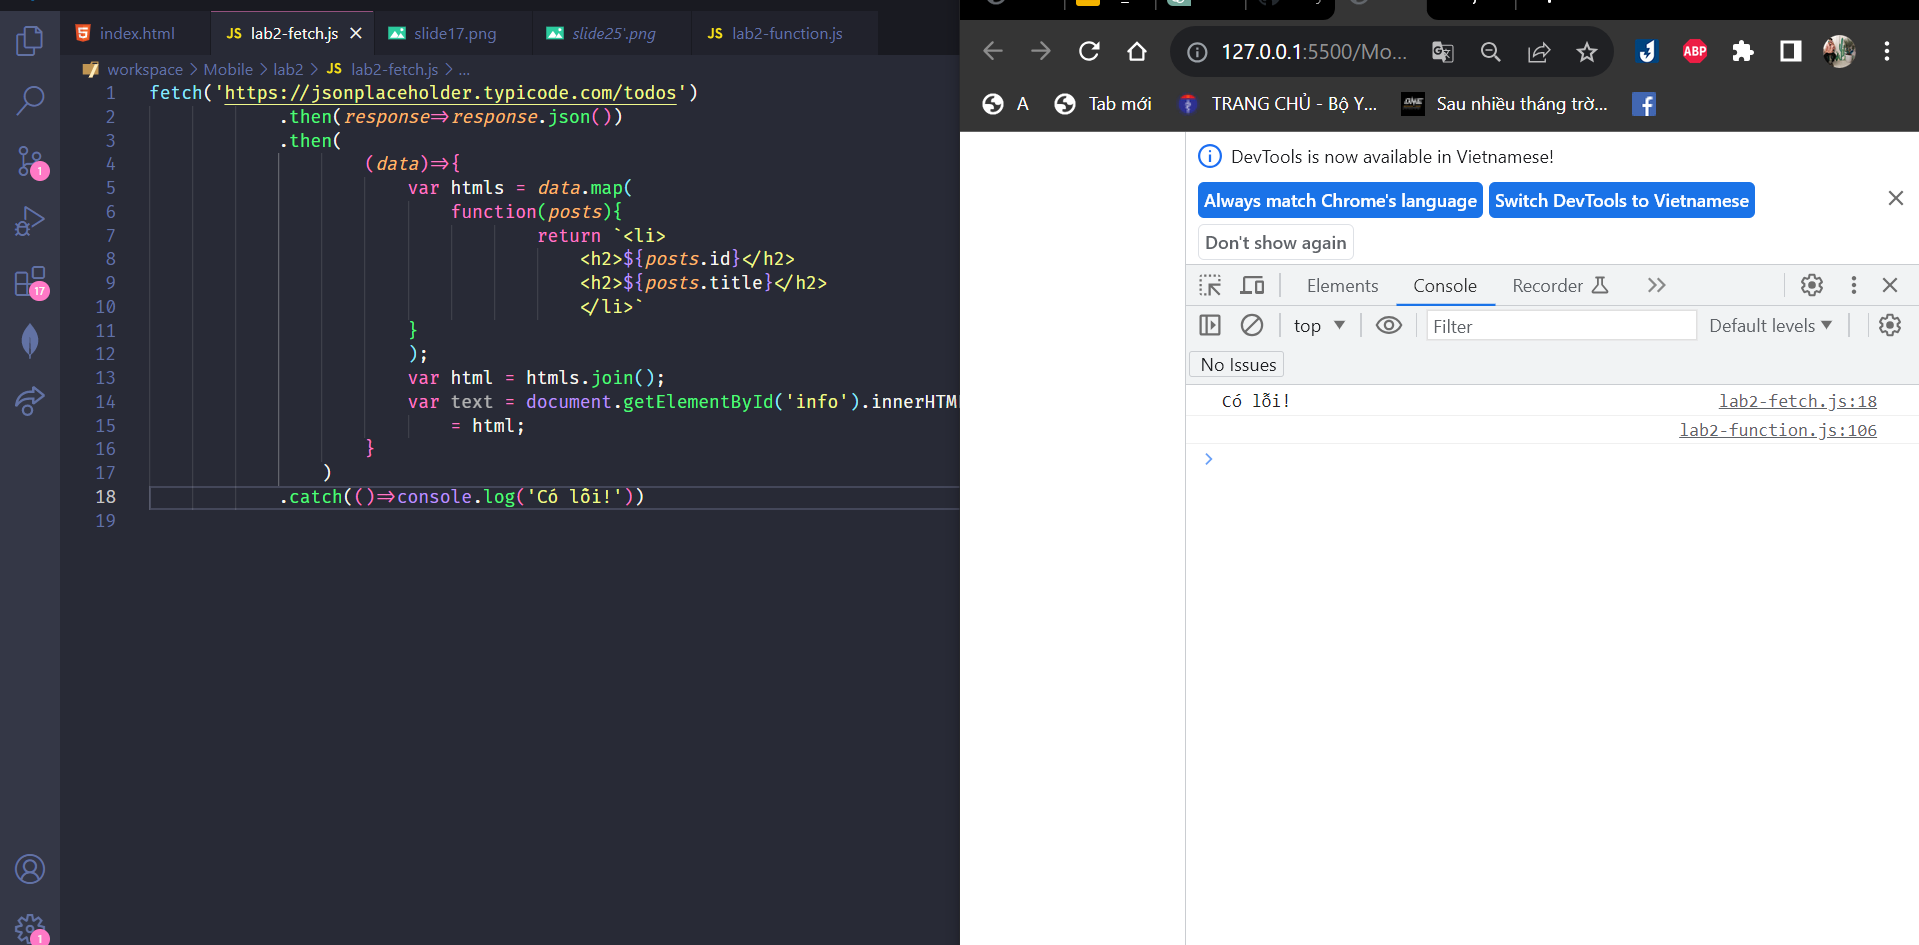 index.html
JS lab2-fetch.js
slide17.png
slide25'.png
JS lab2-function.js
workspace > Mobile > lab2 > JS lab2-fetch.js > ...
1 fetch('https://jsonplaceholder.typicode.com/todos')
2 .then(response=>response.json())
3 .then(
4 (data)=>{
5 var htmls = data.map(
6 function(posts){
7 return `<li>
8 <h2>${posts.id}</h2>
9 <h2>${posts.title}</h2>
10 </li>`
11 }
12 );
13 var html = htmls.join();
14 var text = document.getElementById('info').innerHTM
15 = html;
16 }
17 )
18 .catch(()=>console.log('Có lỗi!'))
19
1
17
1
127.0.0.1:5500/Mo...
ABP
A
Tab mới
TRANG CHỦ - Bộ Y...
Sau nhiều tháng trờ...
DevTools is now available in Vietnamese!
Always match Chrome's language
Switch DevTools to Vietnamese
Don't show again
Elements
Console
Recorder
top
Filter
Default levels
No Issues
Có lỗi!
lab2-fetch.js:18
lab2-function.js:106